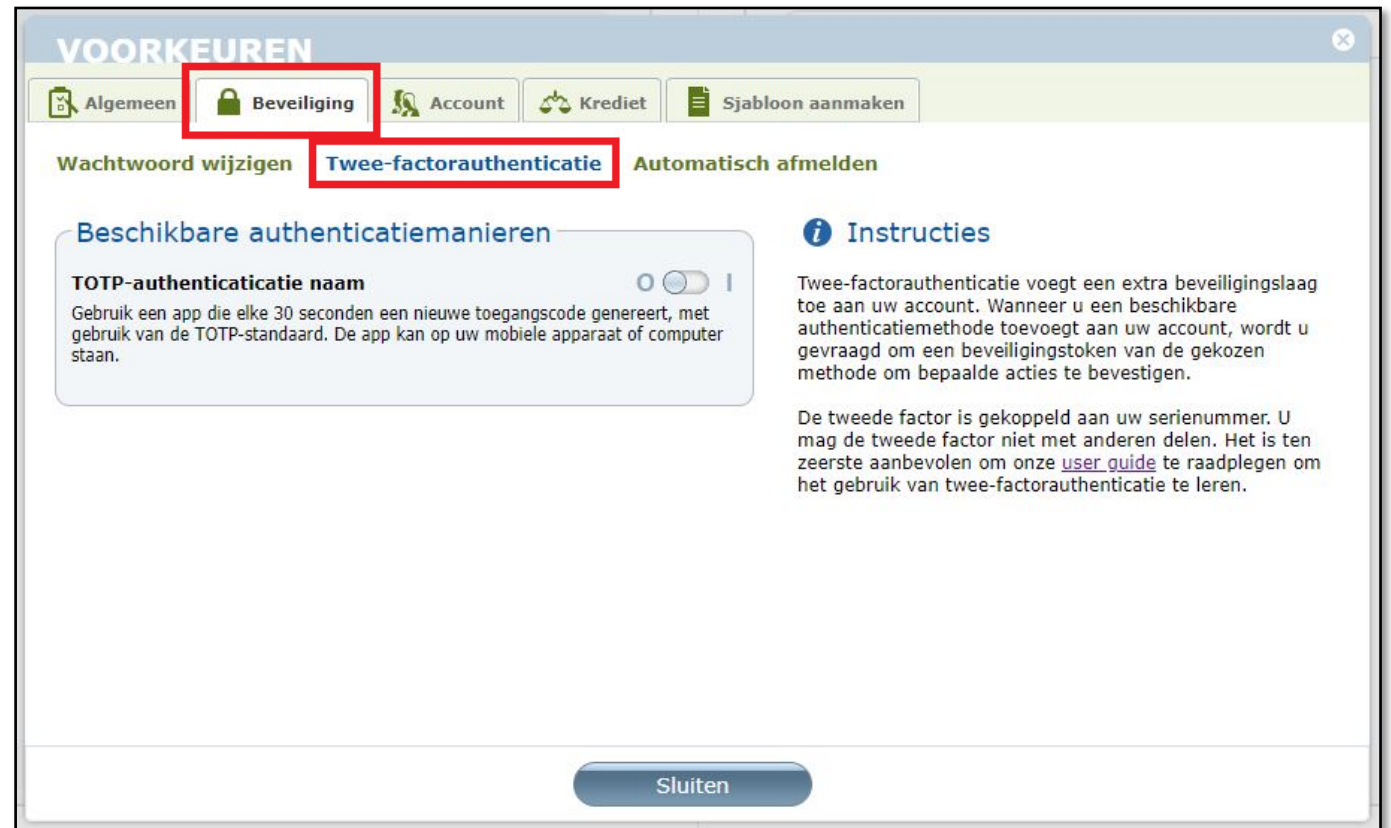 VOORKEUREN
Algemeen Beveiliging Account Krediet Sjabloon aanmaken
Wachtwoord wijzigen Twee-factorauthenticatie Automatisch afmelden
Beschikbare authenticatiemanieren
TOTP-authenticaticatie naam O I
Gebruik een app die elke 30 seconden een nieuwe toegangscode genereert, met
gebruik van de TOTP-standaard. De app kan op uw mobiele apparaat of computer
staan.
Instructies
Twee-factorauthenticatie voegt een extra beveiligingslaag
toe aan uw account. Wanneer u een beschikbare
authenticatiemethode toevoegt aan uw account, wordt u
gevraagd om een beveiligingstoken van de gekozen
methode om bepaalde acties te bevestigen.
De tweede factor is gekoppeld aan uw serienummer. U
mag de tweede factor niet met anderen delen. Het is ten
zeerste aanbevolen om onze user guide te raadplegen om
het gebruik van twee-factorauthenticatie te leren.
Sluiten